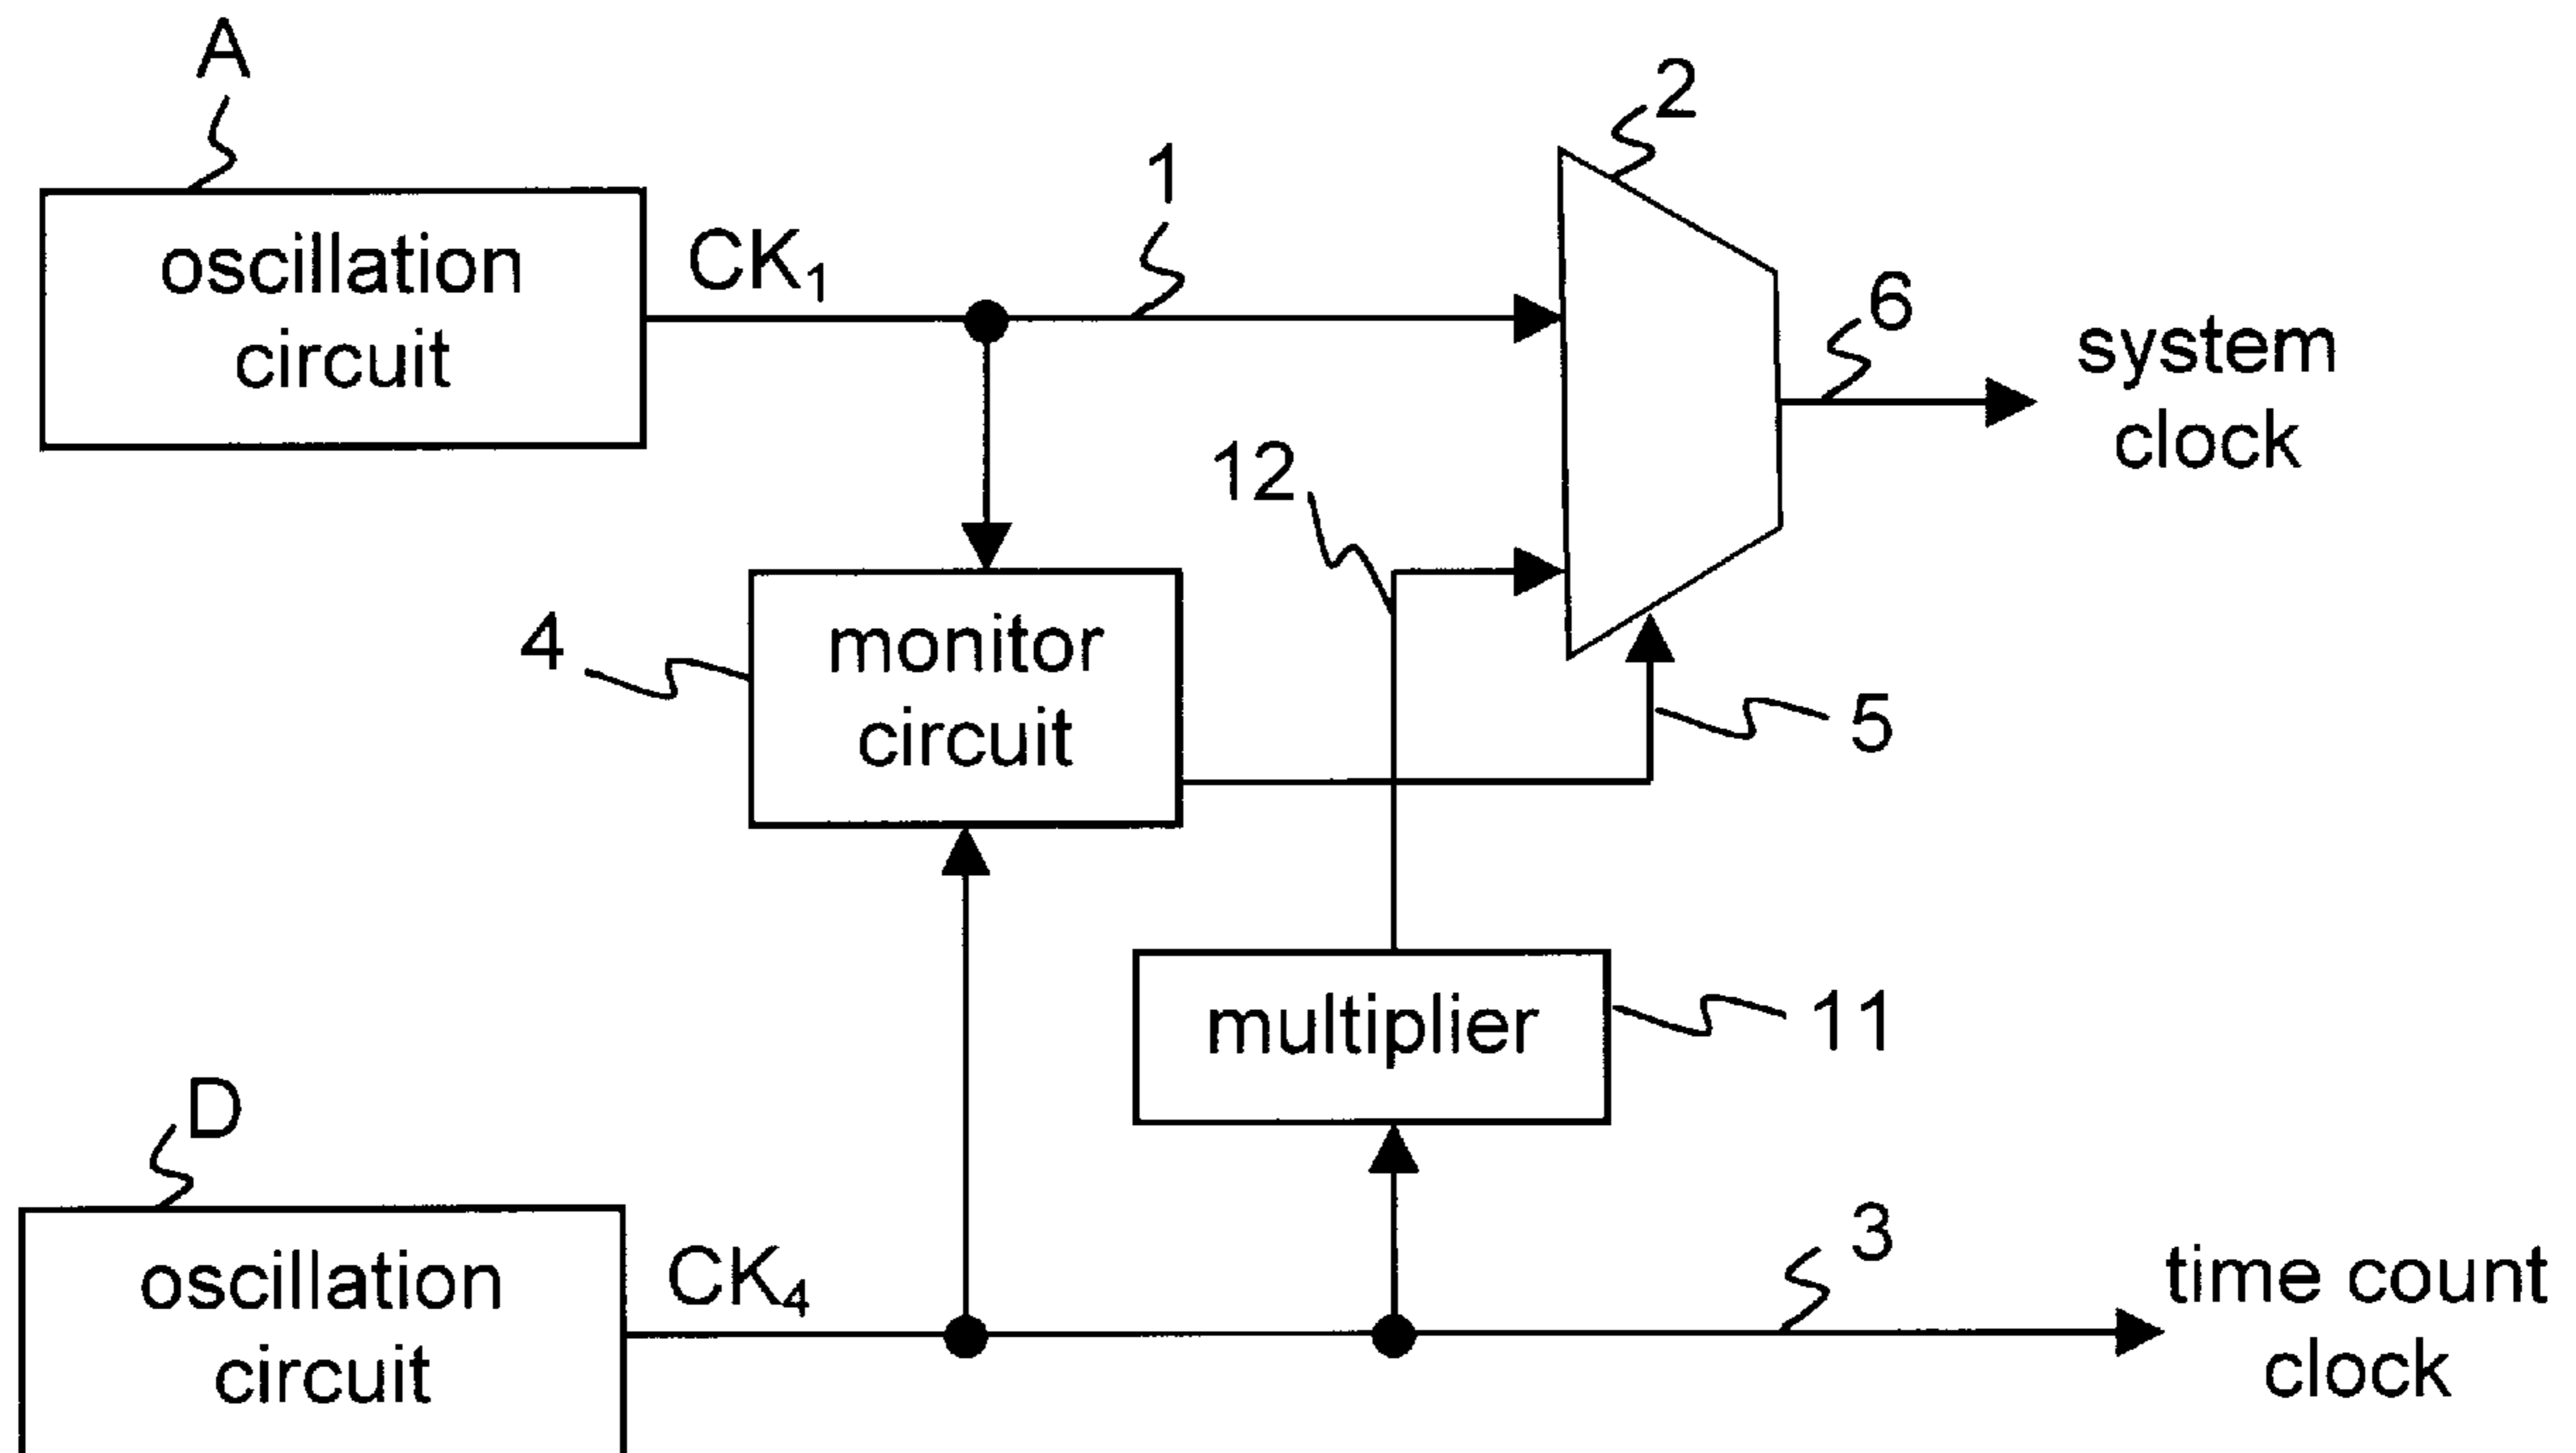 A
2
1
oscillation
circuit
CK₁
6
system
clock
12
4
monitor
circuit
5
multiplier
11
D
oscillation
circuit
CK₄
3
time count
clock